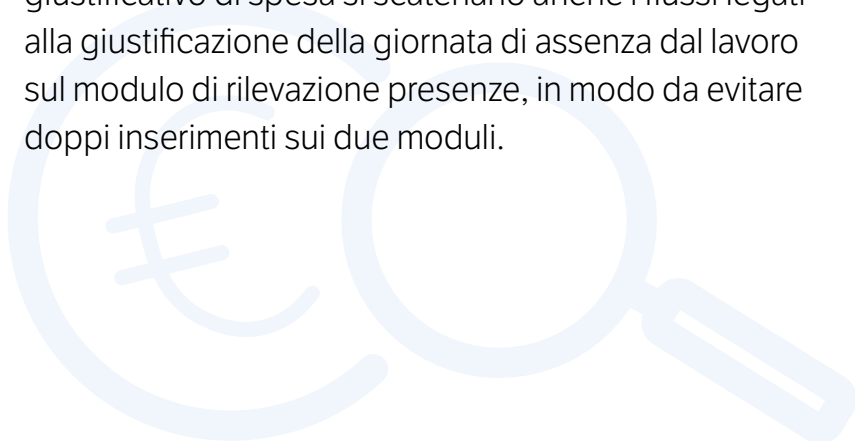 giustificativo di spesa si scatenano anche i flussi legati
alla giustificazione della giornata di assenza dal lavoro
sul modulo di rilevazione presenze, in modo da evitare
doppi inserimenti sui due moduli.